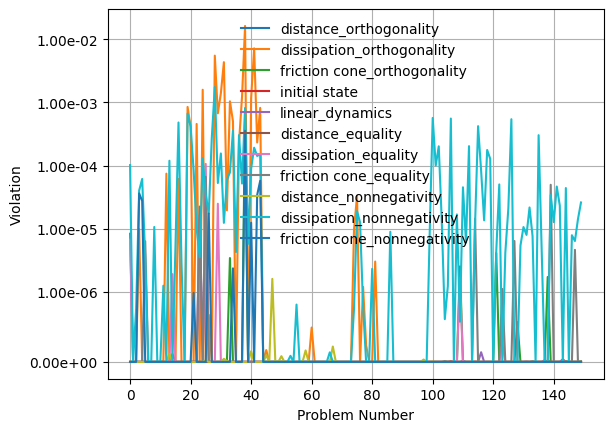 1.00e−02
1.00e−03
1.00e−04
1.00e−05
1.00e−06
0.00e+00
Violation
distance_orthogonality
dissipation_orthogonality
friction cone_orthogonality
initial state
linear_dynamics
distance_equality
dissipation_equality
friction cone_equality
distance_nonnegativity
dissipation_nonnegativity
friction cone_nonnegativity
0 20 40 60 80 100 120 140
Problem Number